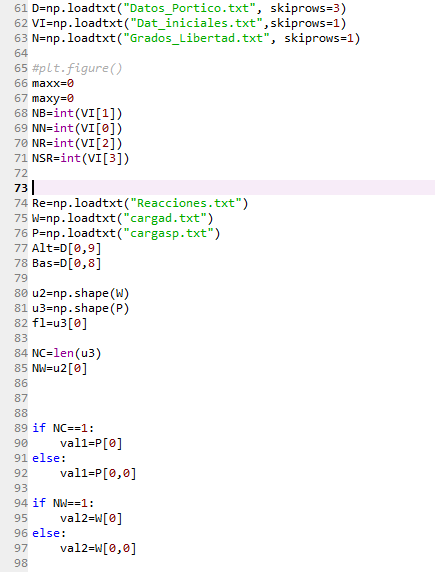 61 D=np.loadtxt("Datos_Portico.txt", skiprows=3)
62 VI=np.loadtxt("Dat_iniciales.txt",skiprows=1)
63 N=np.loadtxt("Grados_Libertad.txt", skiprows=1)
64
65 #plt.figure()
66 maxx=0
67 maxy=0
68 NB=int(VI[1])
69 NN=int(VI[0])
70 NR=int(VI[2])
71 NSR=int(VI[3])
72
73
74 Re=np.loadtxt("Reacciones.txt")
75 W=np.loadtxt("cargad.txt")
76 P=np.loadtxt("cargasp.txt")
77 Alt=D[0,9]
78 Bas=D[0,8]
79
80 u2=np.shape(W)
81 u3=np.shape(P)
82 fl=u3[0]
83
84 NC=len(u3)
85 NW=u2[0]
86
87
88
89 if NC==1:
90     val1=P[0]
91 else:
92     val1=P[0,0]
93
94 if NW==1:
95     val2=W[0]
96 else:
97     val2=W[0,0]
98